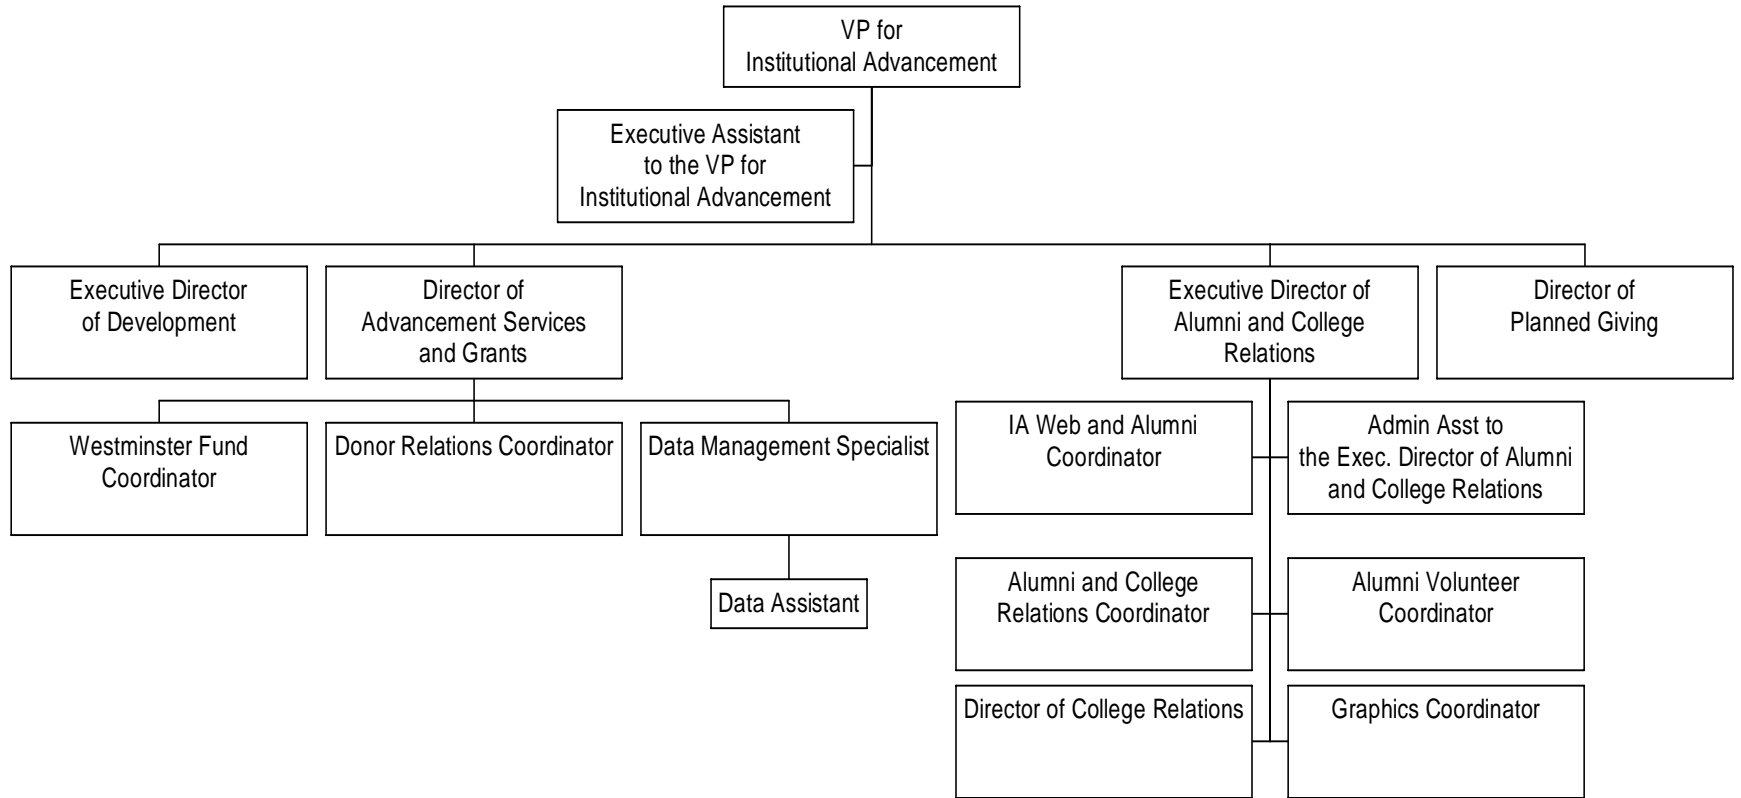 VP for
Institutional Advancement
Executive Assistant
to the VP for
Institutional Advancement
Executive Director
of Development
Director of
Advancement Services
and Grants
Executive Director of
Alumni and College
Relations
Director of
Planned Giving
Westminster Fund
Coordinator
Donor Relations Coordinator
Data Management Specialist
IA Web and Alumni
Coordinator
Admin Asst to
the Exec. Director of Alumni
and College Relations
Data Assistant
Alumni and College
Relations Coordinator
Alumni Volunteer
Coordinator
Director of College Relations
Graphics Coordinator